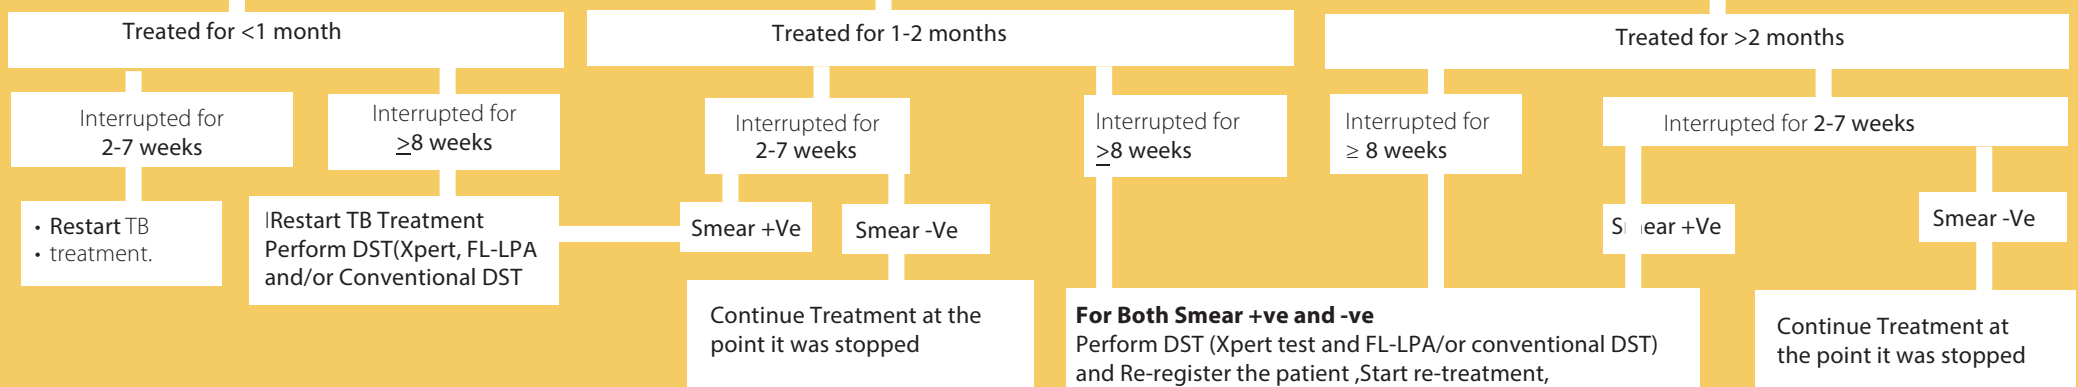 Treated for <1 month
Treated for 1-2 months
Treated for >2 months
Interrupted for
2-7 weeks
Interrupted for
>8 weeks
Interrupted for
2-7 weeks
Interrupted for
>8 weeks
Interrupted for
≥ 8 weeks
Interrupted for 2-7 weeks
• Restart TB
• treatment.
|Restart TB Treatment
Perform DST(Xpert, FL-LPA
and/or Conventional DST
Smear +Ve
Smear -Ve
Smear +Ve
Smear -Ve
Continue Treatment at the
point it was stopped
For Both Smear +ve and -ve
Perform DST (Xpert test and FL-LPA/or conventional DST)
and Re-register the patient ,Start re-treatment,
Continue Treatment at
the point it was stopped